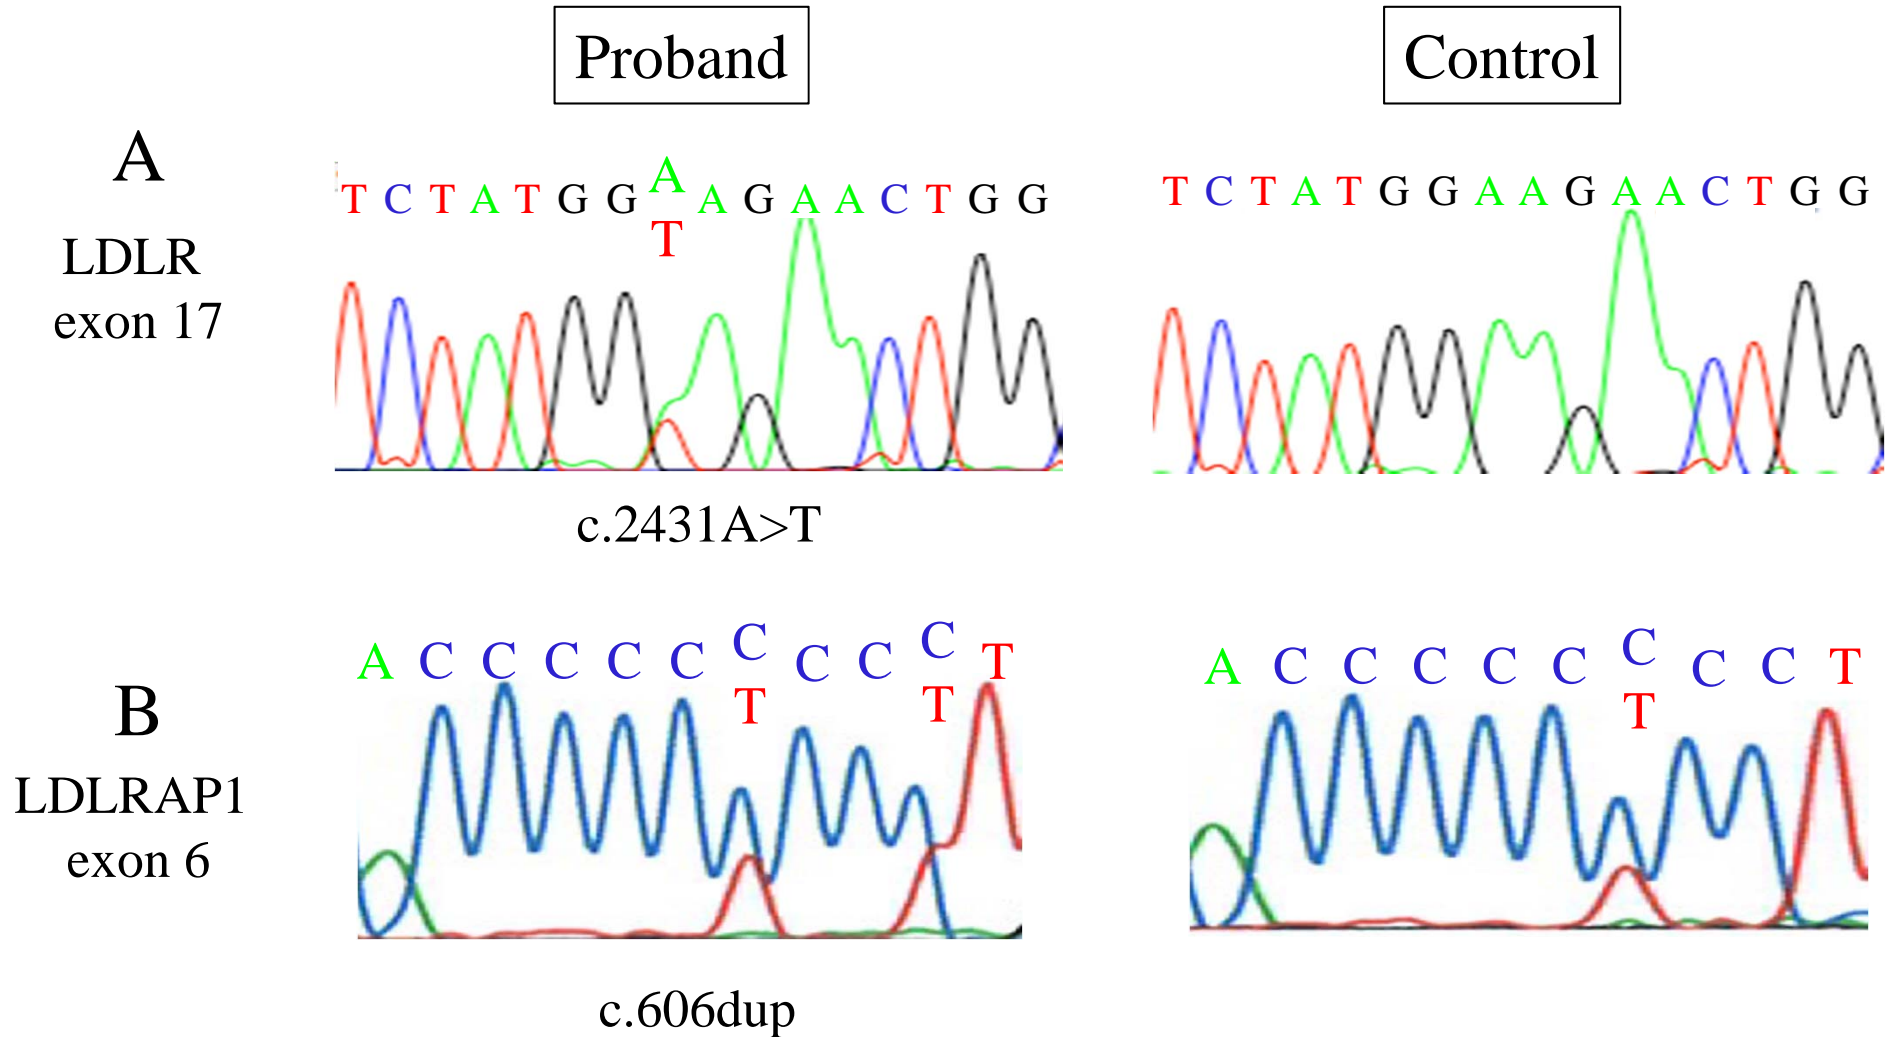 Proband
Control
A
LDLR
exon 17
A
T C T A T G G A G A A C T G G
T
T C T A T G G A A G A A C T G G
c.2431A>T
B
LDLRAP1
exon 6
C C
A C C C C C C C T
T T
C
A C C C C C C C T
T
c.606dup